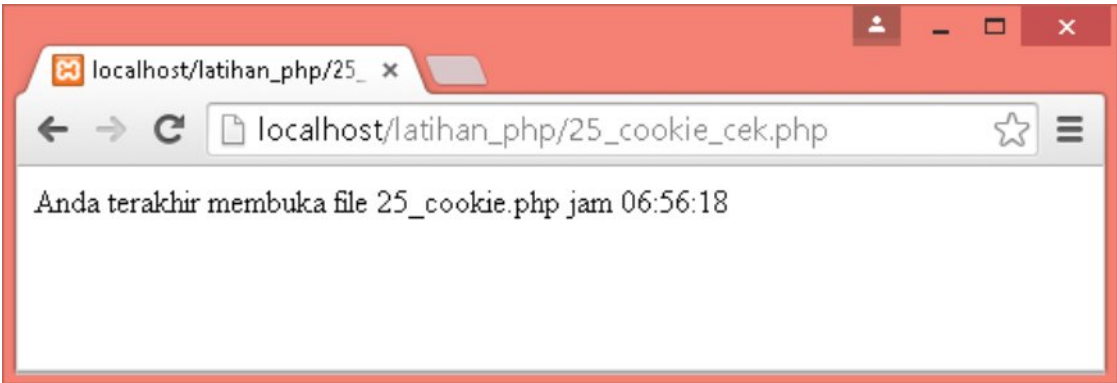 localhost/latihan_php/25_
localhost/latihan_php/25_cookie_cek.php
Anda terakhir membuka file 25_cookie.php jam 06:56:18